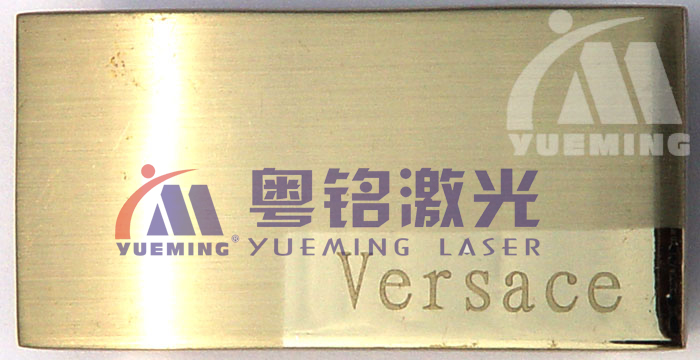 YUEMING
粤铭激光
YUEMING® YUEMING LASER
Versace